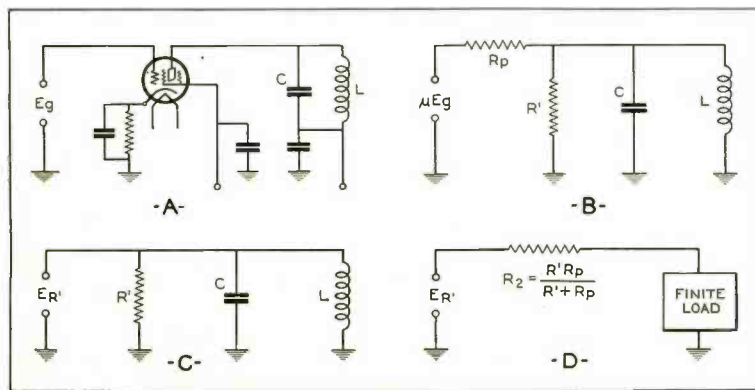 Eg
C
L
-A-
Rp
μEg
R'
C
L
-B-
ER'
R'
C
L
-C-
ER'
R2 = R'Rp / R'+Rp
FINITE
LOAD
-D-